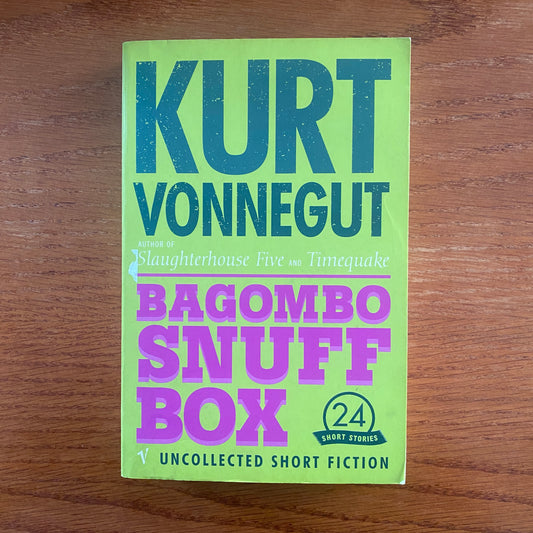 KURT
VONNEGUT
AUTHOR OF
Slaughterhouse Five AND Timequake
BAGOMBO
SNUFF
BOX
24
SHORT STORIES
V UNCOLLECTED SHORT FICTION